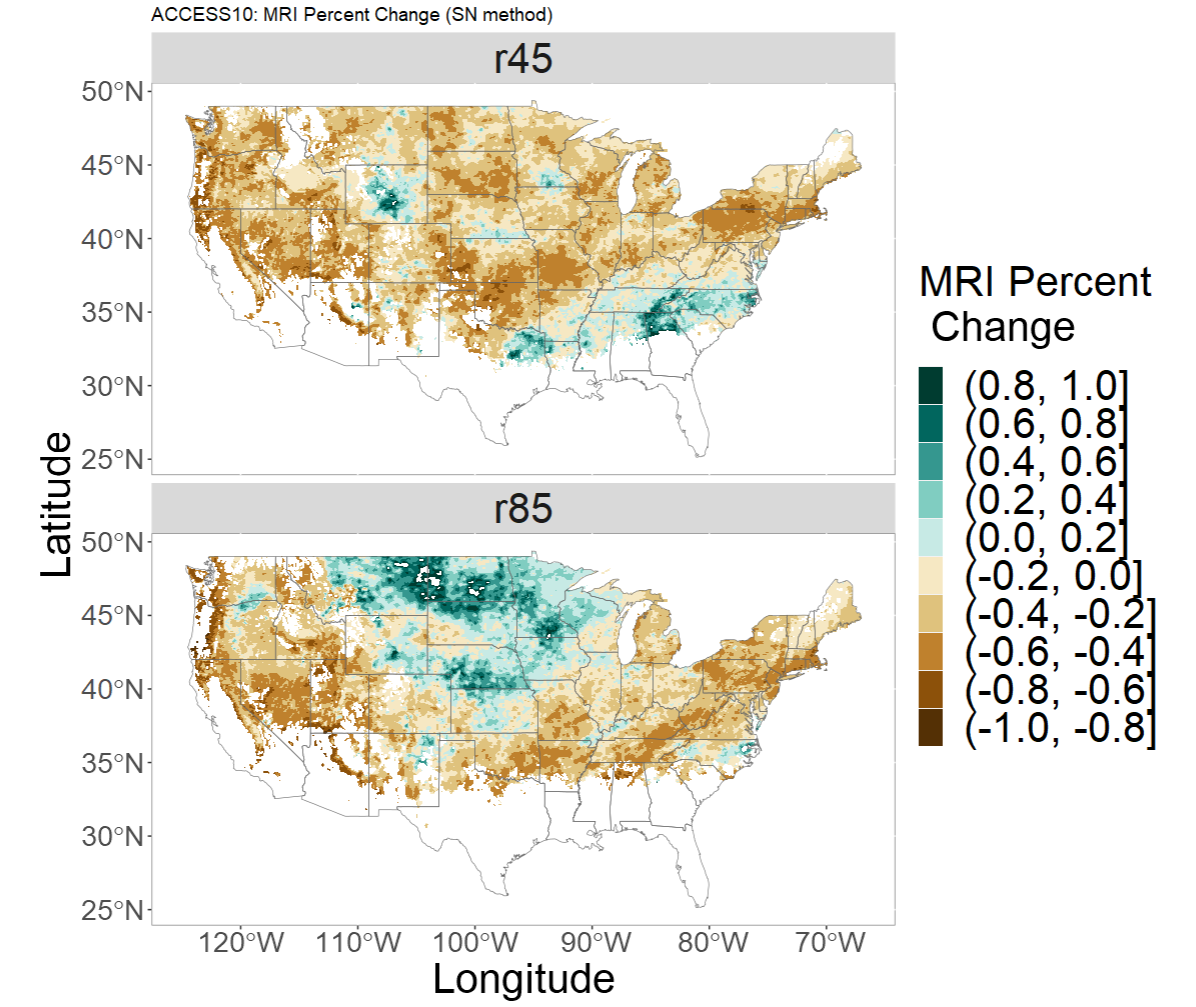 ACCESS10: MRI Percent Change (SN method)
r45
50°N
45°N
40°N
35°N
30°N
25°N
r85
50°N
45°N
40°N
35°N
30°N
25°N
120°W 110°W 100°W 90°W 80°W 70°W
Longitude
Latitude
MRI Percent
Change
(0.8, 1.0]
(0.6, 0.8]
(0.4, 0.6]
(0.2, 0.4]
(0.0, 0.2]
(-0.2, 0.0]
(-0.4, -0.2]
(-0.6, -0.4]
(-0.8, -0.6]
(-1.0, -0.8]